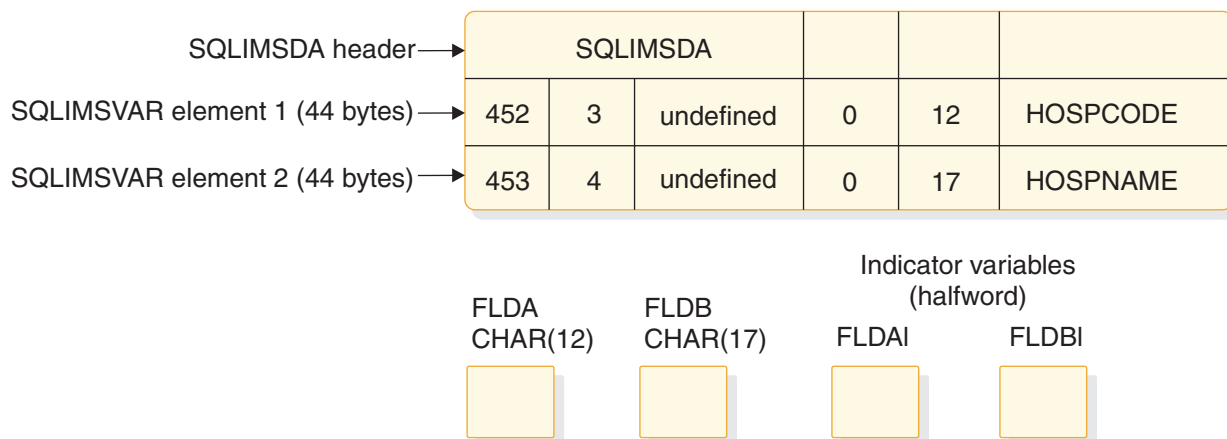 SQLIMSDA header
SQLIMSDA
SQLIMSVAR element 1 (44 bytes)
452 3 undefined 0 12 HOSPCODE
SQLIMSVAR element 2 (44 bytes)
453 4 undefined 0 17 HOSPNAME
Indicator variables
(halfword)
FLDA
CHAR(12)
FLDB
CHAR(17)
FLDAI
FLDBI